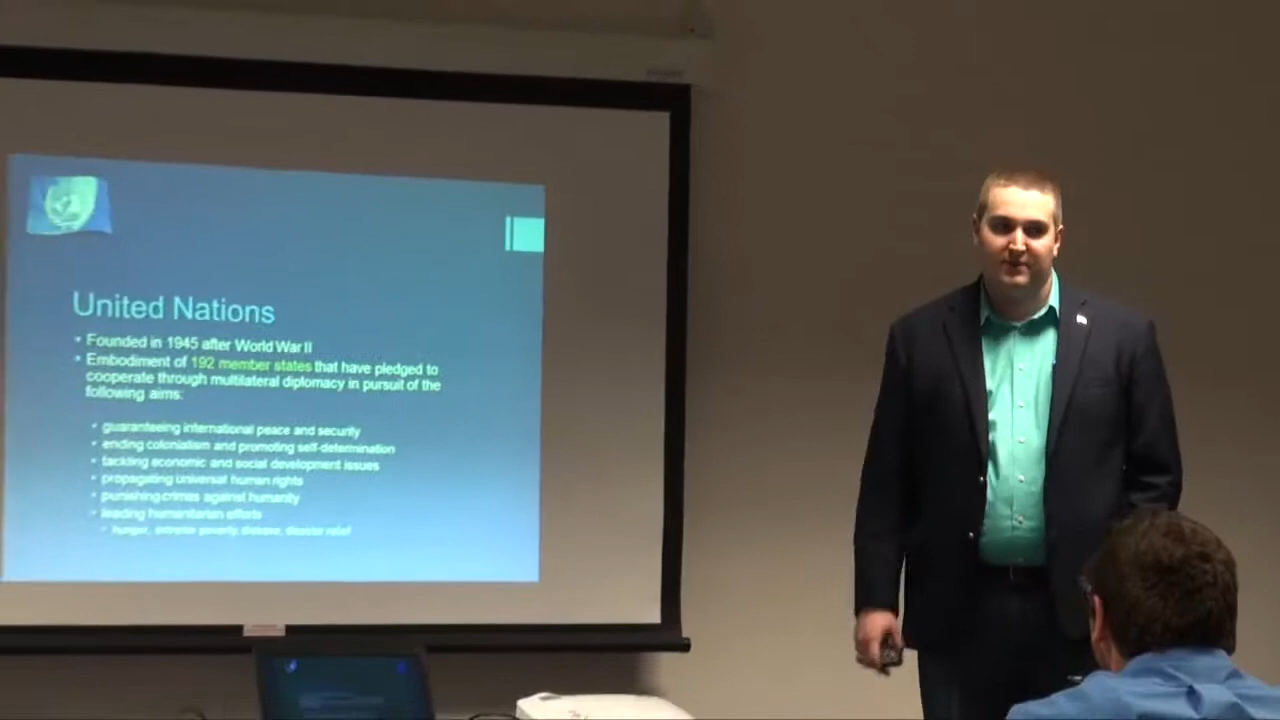 United Nations
Founded in 1945 after World War II
Embodiment of 192 member states that have pledged to
cooperate through multilateral diplomacy in pursuit of the
following aims:
guaranteeing international peace and security
ending colonialism and promoting self-determination
tackling economic and social development issues
propagating universal human rights
punishing crimes against humanity
leading humanitarian efforts
hunger, extreme poverty, disease, disaster relief